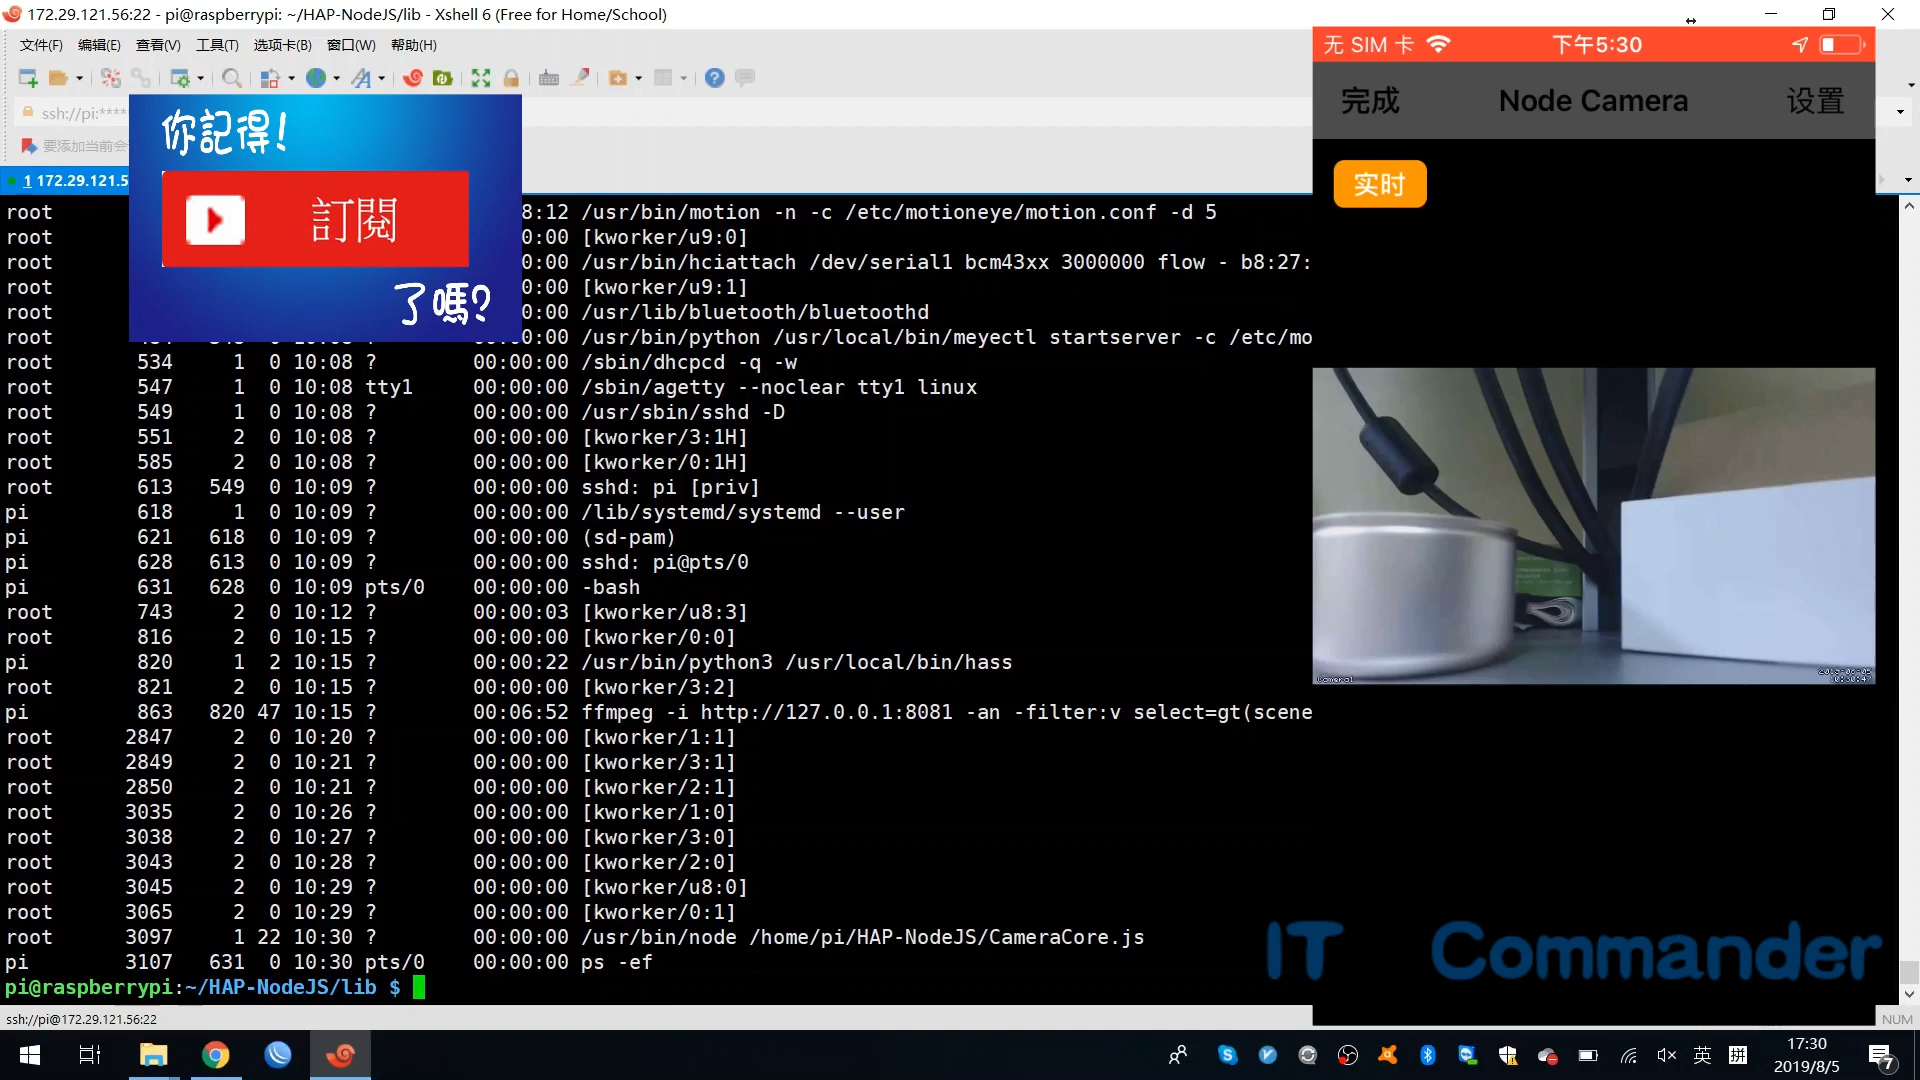 172.29.121.56:22 - pi@raspberrypi: ~/HAP-NodeJS/lib - Xshell 6 (Free for Home/School)
文件(F) 编辑(E) 查看(V) 工具(T) 选项卡(B) 窗口(W) 帮助(H)
ssh://pi:****
要添加当前会
1 172.29.121.5
你記得!
訂閱
了嗎?
无 SIM 卡 下午5:30
完成 Node Camera 设置
实时
root 8:12 /usr/bin/motion -n -c /etc/motioneye/motion.conf -d 5
root 0:00 [kworker/u9:0]
root 0:00 /usr/bin/hciattach /dev/serial1 bcm43xx 3000000 flow - b8:27:
root 0:00 [kworker/u9:1]
root 0:00 /usr/lib/bluetooth/bluetoothd
root 0:00 /usr/bin/python /usr/local/bin/meyectl startserver -c /etc/mo
root 534 1 0 10:08 ? 00:00:00 /sbin/dhcpcd -q -w
root 547 1 0 10:08 tty1 00:00:00 /sbin/agetty --noclear tty1 linux
root 549 1 0 10:08 ? 00:00:00 /usr/sbin/sshd -D
root 551 2 0 10:08 ? 00:00:00 [kworker/3:1H]
root 585 2 0 10:08 ? 00:00:00 [kworker/0:1H]
root 613 549 0 10:09 ? 00:00:00 sshd: pi [priv]
pi 618 1 0 10:09 ? 00:00:00 /lib/systemd/systemd --user
pi 621 618 0 10:09 ? 00:00:00 (sd-pam)
pi 628 613 0 10:09 ? 00:00:00 sshd: pi@pts/0
pi 631 628 0 10:09 pts/0 00:00:00 -bash
root 743 2 0 10:12 ? 00:00:03 [kworker/u8:3]
root 816 2 0 10:15 ? 00:00:00 [kworker/0:0]
pi 820 1 2 10:15 ? 00:00:22 /usr/bin/python3 /usr/local/bin/hass
root 821 2 0 10:15 ? 00:00:00 [kworker/3:2]
pi 863 820 47 10:15 ? 00:06:52 ffmpeg -i http://127.0.0.1:8081 -an -filter:v select=gt(scene
root 2847 2 0 10:20 ? 00:00:00 [kworker/1:1]
root 2849 2 0 10:21 ? 00:00:00 [kworker/3:1]
root 2850 2 0 10:21 ? 00:00:00 [kworker/2:1]
root 3035 2 0 10:26 ? 00:00:00 [kworker/1:0]
root 3038 2 0 10:27 ? 00:00:00 [kworker/3:0]
root 3043 2 0 10:28 ? 00:00:00 [kworker/2:0]
root 3045 2 0 10:29 ? 00:00:00 [kworker/u8:0]
root 3065 2 0 10:29 ? 00:00:00 [kworker/0:1]
root 3097 1 22 10:30 ? 00:00:00 /usr/bin/node /home/pi/HAP-NodeJS/CameraCore.js
pi 3107 631 0 10:30 pts/0 00:00:00 ps -ef
pi@raspberrypi:~/HAP-NodeJS/lib $
Camera1
IT Commander
ssh://pi@172.29.121.56:22
NUM
英 拼
17:30
2019/8/5
7